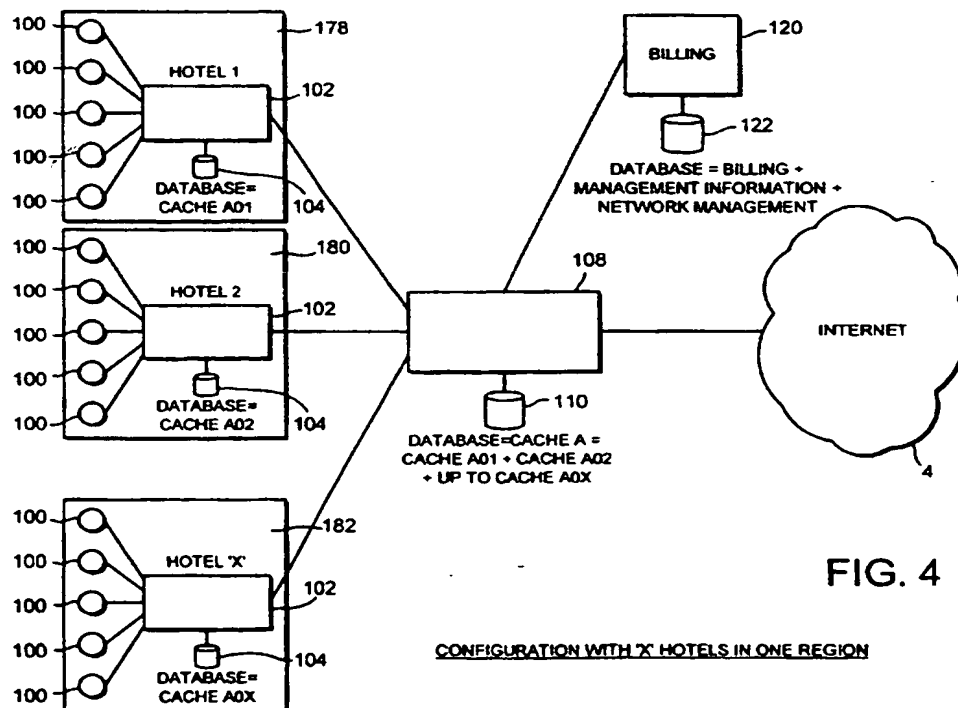 100
100
100
100
100
HOTEL 1
178
102
DATABASE=
CACHE A01
104
100
100
100
100
100
HOTEL 2
180
102
DATABASE=
CACHE A02
104
100
100
100
100
100
HOTEL 'X'
182
102
DATABASE=
CACHE A0X
104
108
110
DATABASE=CACHE A =
CACHE A01 + CACHE A02
+ UP TO CACHE A0X
BILLING
120
122
DATABASE = BILLING +
MANAGEMENT INFORMATION +
NETWORK MANAGEMENT
INTERNET
4
FIG. 4
CONFIGURATION WITH 'X' HOTELS IN ONE REGION